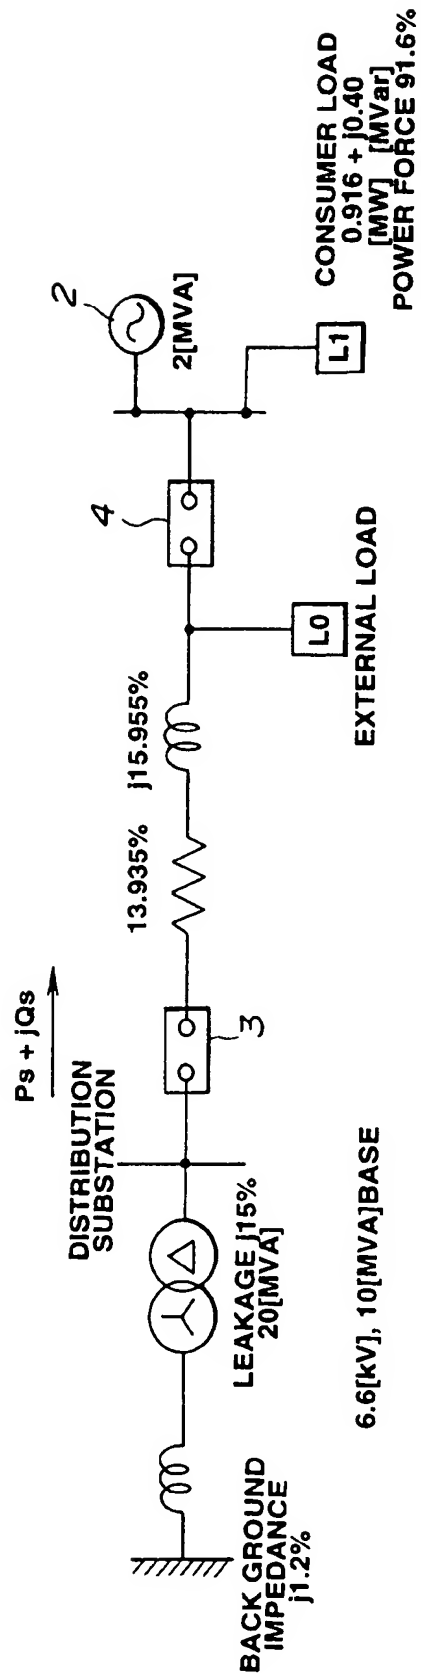 BACK GROUND
IMPEDANCE
j1.2%
LEAKAGE j15%
20[MVA]
6.6[kV], 10[MVA]BASE
DISTRIBUTION
SUBSTATION
Ps + jQs
3
13.935%
j15.955%
L0
EXTERNAL LOAD
4
2
2[MVA]
L1
CONSUMER LOAD
0.916 + j0.40
[MW] [MVar]
POWER FORCE 91.6%